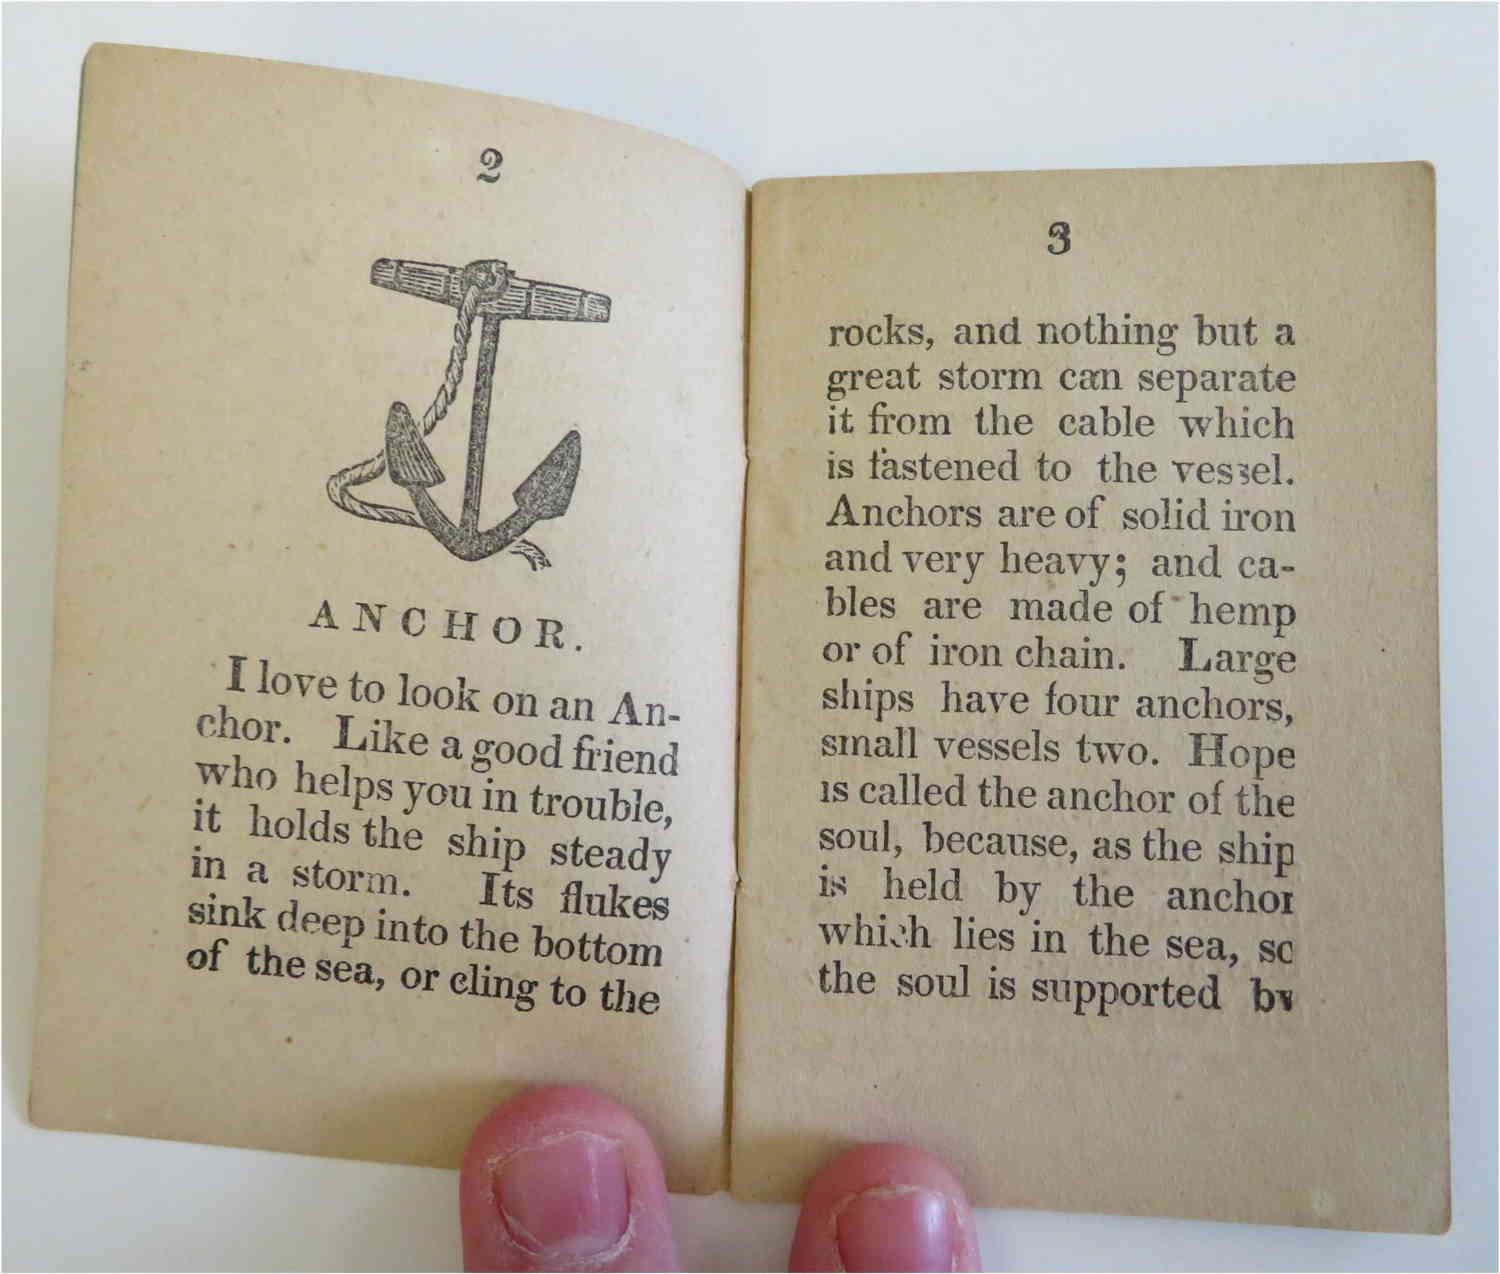 2
ANCHOR.
I love to look on an An-
chor. Like a good friend
who helps you in trouble,
it holds the ship steady
in a storm. Its flukes
sink deep into the bottom
of the sea, or cling to the
3
rocks, and nothing but a
great storm can separate
it from the cable which
is fastened to the vessel.
Anchors are of solid iron
and very heavy; and ca-
bles are made of hemp
or of iron chain. Large
ships have four anchors,
small vessels two. Hope
is called the anchor of the
soul, because, as the ship
is held by the anchor
which lies in the sea, so
the soul is supported by